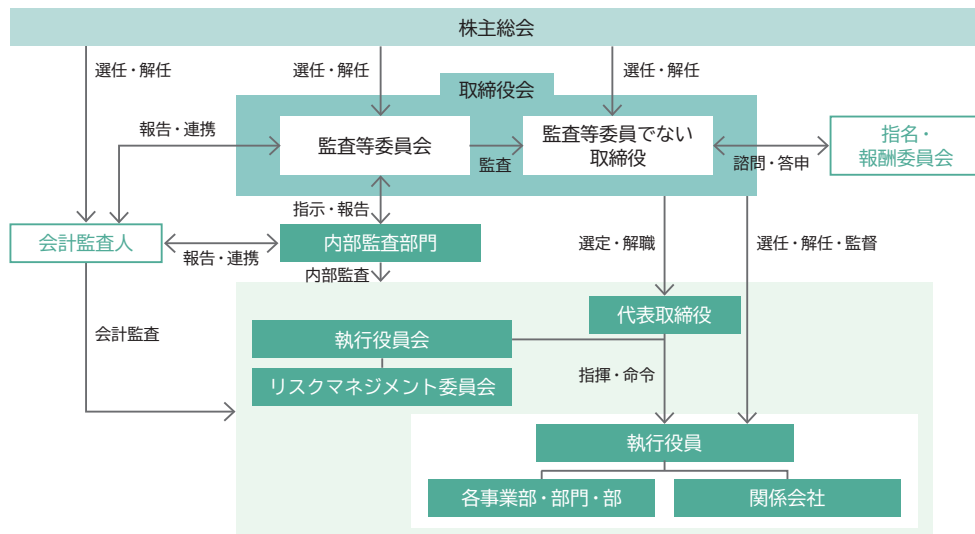 株主総会
選任・解任
選任・解任
選任・解任
取締役会
報告・連携
監査等委員会
監査
監査等委員でない
取締役
諮問・答申
指名・
報酬委員会
指示・報告
会計監査人
報告・連携
内部監査部門
選定・解職
選任・解任・監督
内部監査
代表取締役
会計監査
執行役員会
リスクマネジメント委員会
指揮・命令
執行役員
各事業部・部門・部
関係会社